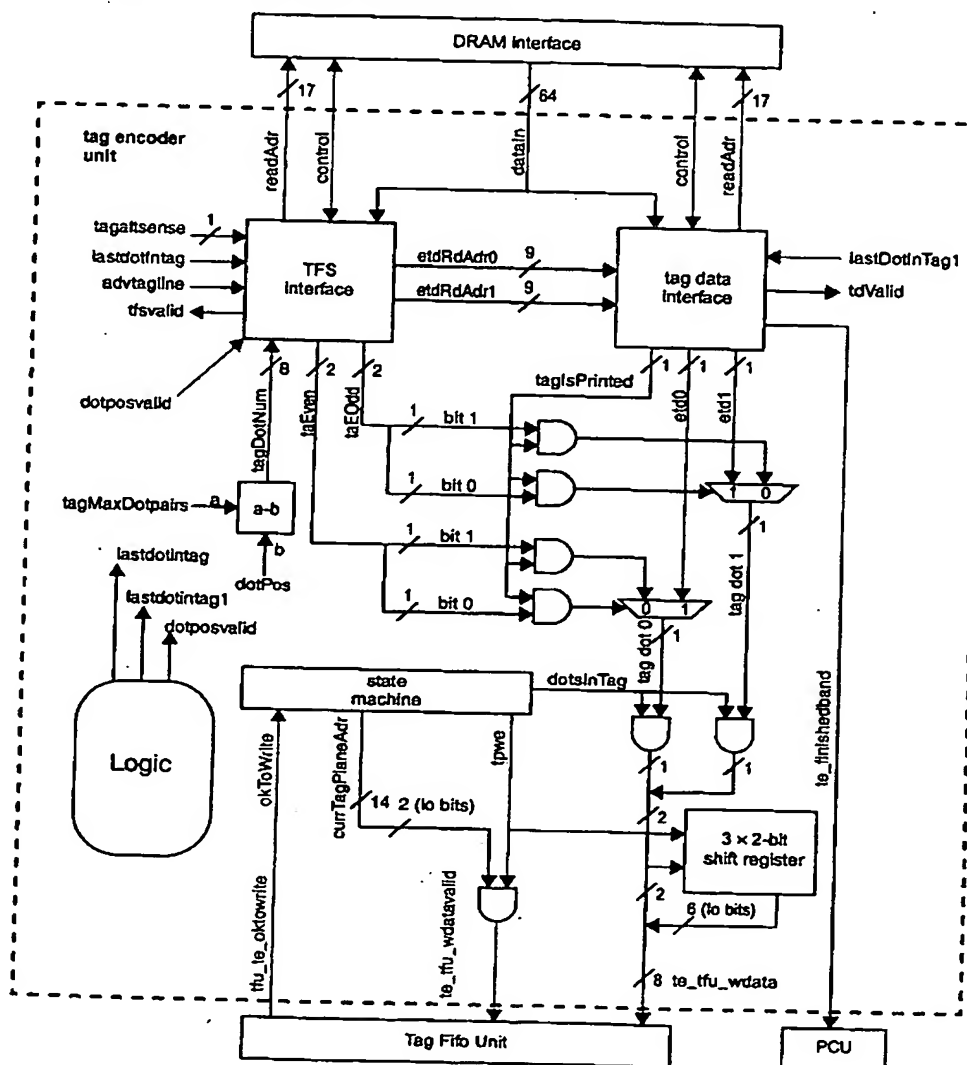 DRAM Interface
17
64
17
tag encoder
unit
readAdr
control
dataIn
control
readAdr
tagaltsense
1
lastdotintag
advtagline
tfsvalid
dotposvalid
TFS
Interface
etdRdAdr0
9
etdRdAdr1
9
tag data
interface
lastDotInTag1
tdValid
8
2
2
tagDotNum
taEven
taEOdd
tagIsPrinted
1
1
1
etd0
etd1
1
bit 1
1
bit 0
1
0
1
tag dot 1
tagMaxDotpairs
a
a-b
b
dotPos
1
bit 1
1
bit 0
0
1
1
tag dot 0
lastdotintag
lastdotintag1
dotposvalid
Logic
state
machine
dotsInTag
okToWrite
currTagPlaneAdr
tpwe
14
2 (lo bits)
1
1
2
3 × 2-bit
shift register
2
6 (lo bits)
te_finishedband
tfu_te_oktowrite
te_tfu_wdatavalid
8
te_tfu_wdata
Tag Fifo Unit
PCU